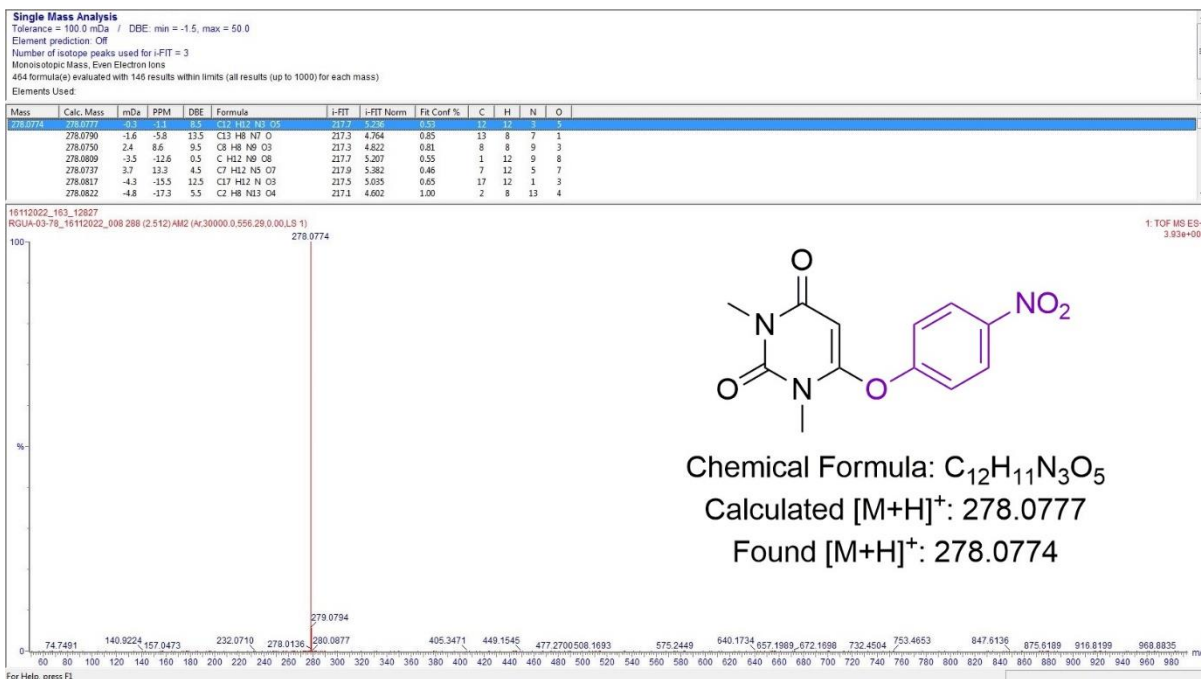 Single Mass Analysis
Tolerance = 100.0 mDa / DBE: min = -1.5, max = 50.0
Element prediction: Off
Number of isotope peaks used for i-FIT = 3
Monoisotopic Mass, Even Electron Ions
464 formula(e) evaluated with 146 results within limits (all results (up to 1000) for each mass)
Elements Used:
Mass Calc. Mass mDa PPM DBE Formula i-FIT i-FIT Norm Fit Conf % C H N O
278.0774 278.0777 -0.3 -1.1 8.5 C12 H12 N3 O5 217.7 5.236 0.53 12 12 3 5
278.0790 -1.6 -5.8 13.5 C13 H8 N7 O 217.3 4.764 0.85 13 8 7 1
278.0750 2.4 8.6 9.5 C8 H8 N9 O3 217.3 4.822 0.81 8 8 9 3
278.0809 -3.5 -12.6 0.5 C H12 N9 O8 217.7 5.207 0.55 1 12 9 8
278.0737 3.7 13.3 4.5 C7 H12 N5 O7 217.9 5.382 0.46 7 12 5 7
278.0817 -4.3 -15.5 12.5 C17 H12 N O3 217.5 5.035 0.65 17 12 1 3
278.0822 -4.8 -17.3 5.5 C2 H8 N13 O4 217.1 4.602 1.00 2 8 13 4
16112022_163_12827
RGUA-03-78_16112022_008 288 (2.512) AM2 (Ar,30000.0,556.29,0.00,LS 1)
1: TOF MS ES+
3.93e+00
100
278.0774
%
0
O
N
O
N
O
NO2
Chemical Formula: C12H11N3O5
Calculated [M+H]+: 278.0777
Found [M+H]+: 278.0774
279.0794
74.7491 140.9224 157.0473 232.0710 278.0136 280.0877 405.3471 449.1545 477.2700 508.1693 575.2449 640.1734 657.1989 672.1698 732.4504 753.4653 847.6136 875.6189 916.8199 968.8835
60 80 100 120 140 160 180 200 220 240 260 280 300 320 340 360 380 400 420 440 460 480 500 520 540 560 580 600 620 640 660 680 700 720 740 760 780 800 820 840 860 880 900 920 940 960 980
For Help, press F1